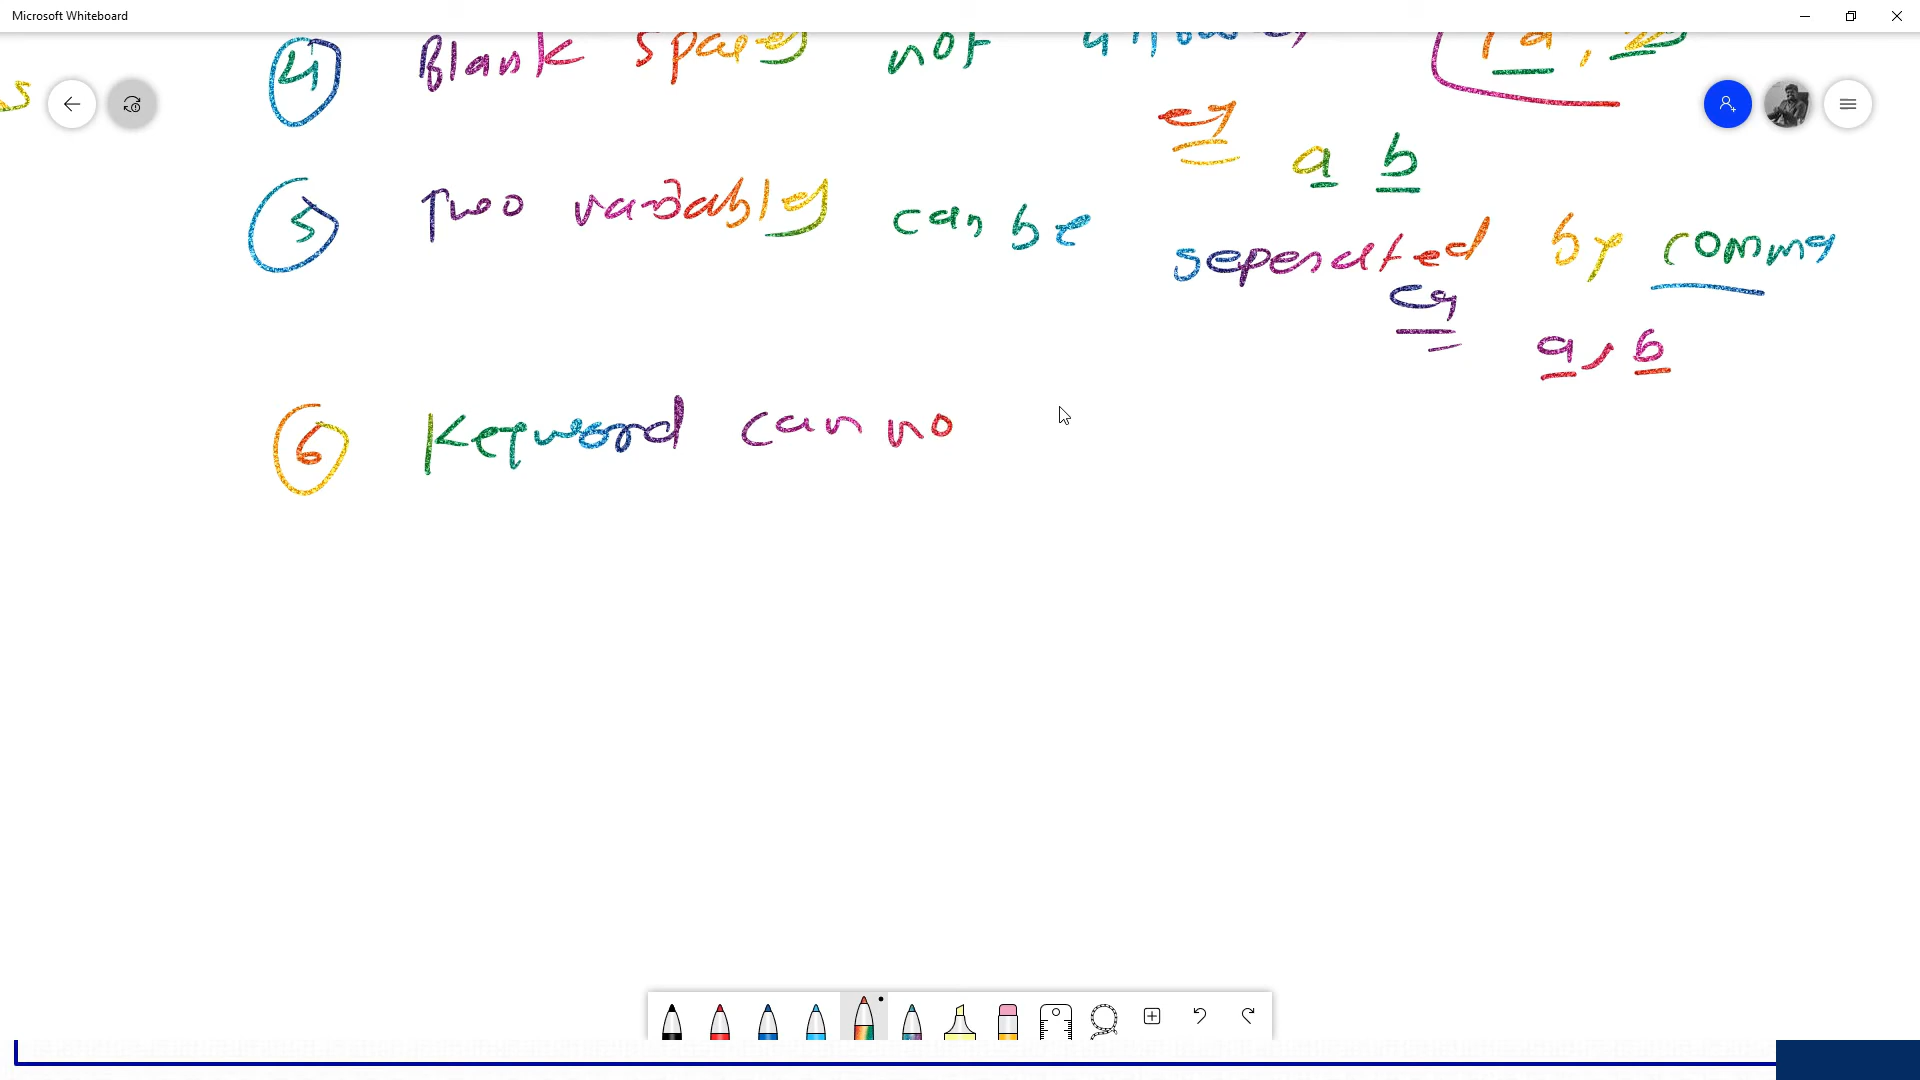 Microsoft Whiteboard
4 Blank spaces not
eg
a b
5 Two variables can be
seperated by comma
eg
a, b
6 Keyword can no